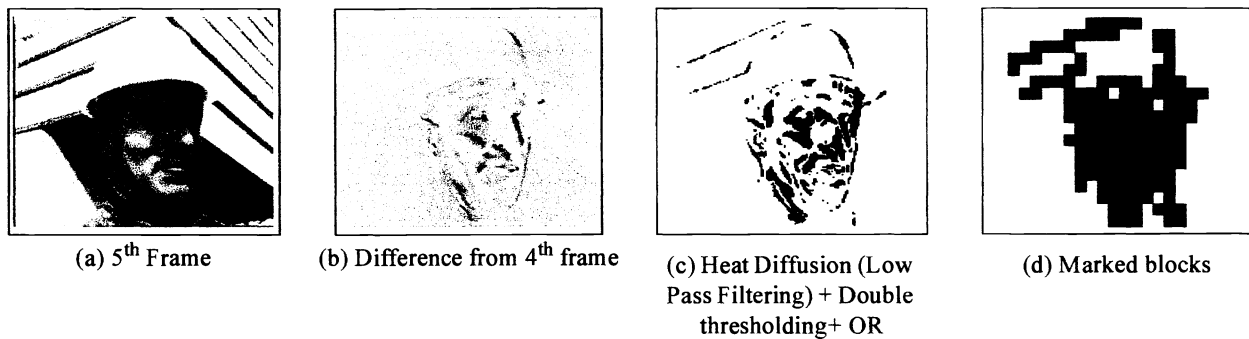 (a) 5th Frame
(b) Difference from 4th frame
(c) Heat Diffusion (Low
Pass Filtering) + Double
thresholding+ OR
(d) Marked blocks